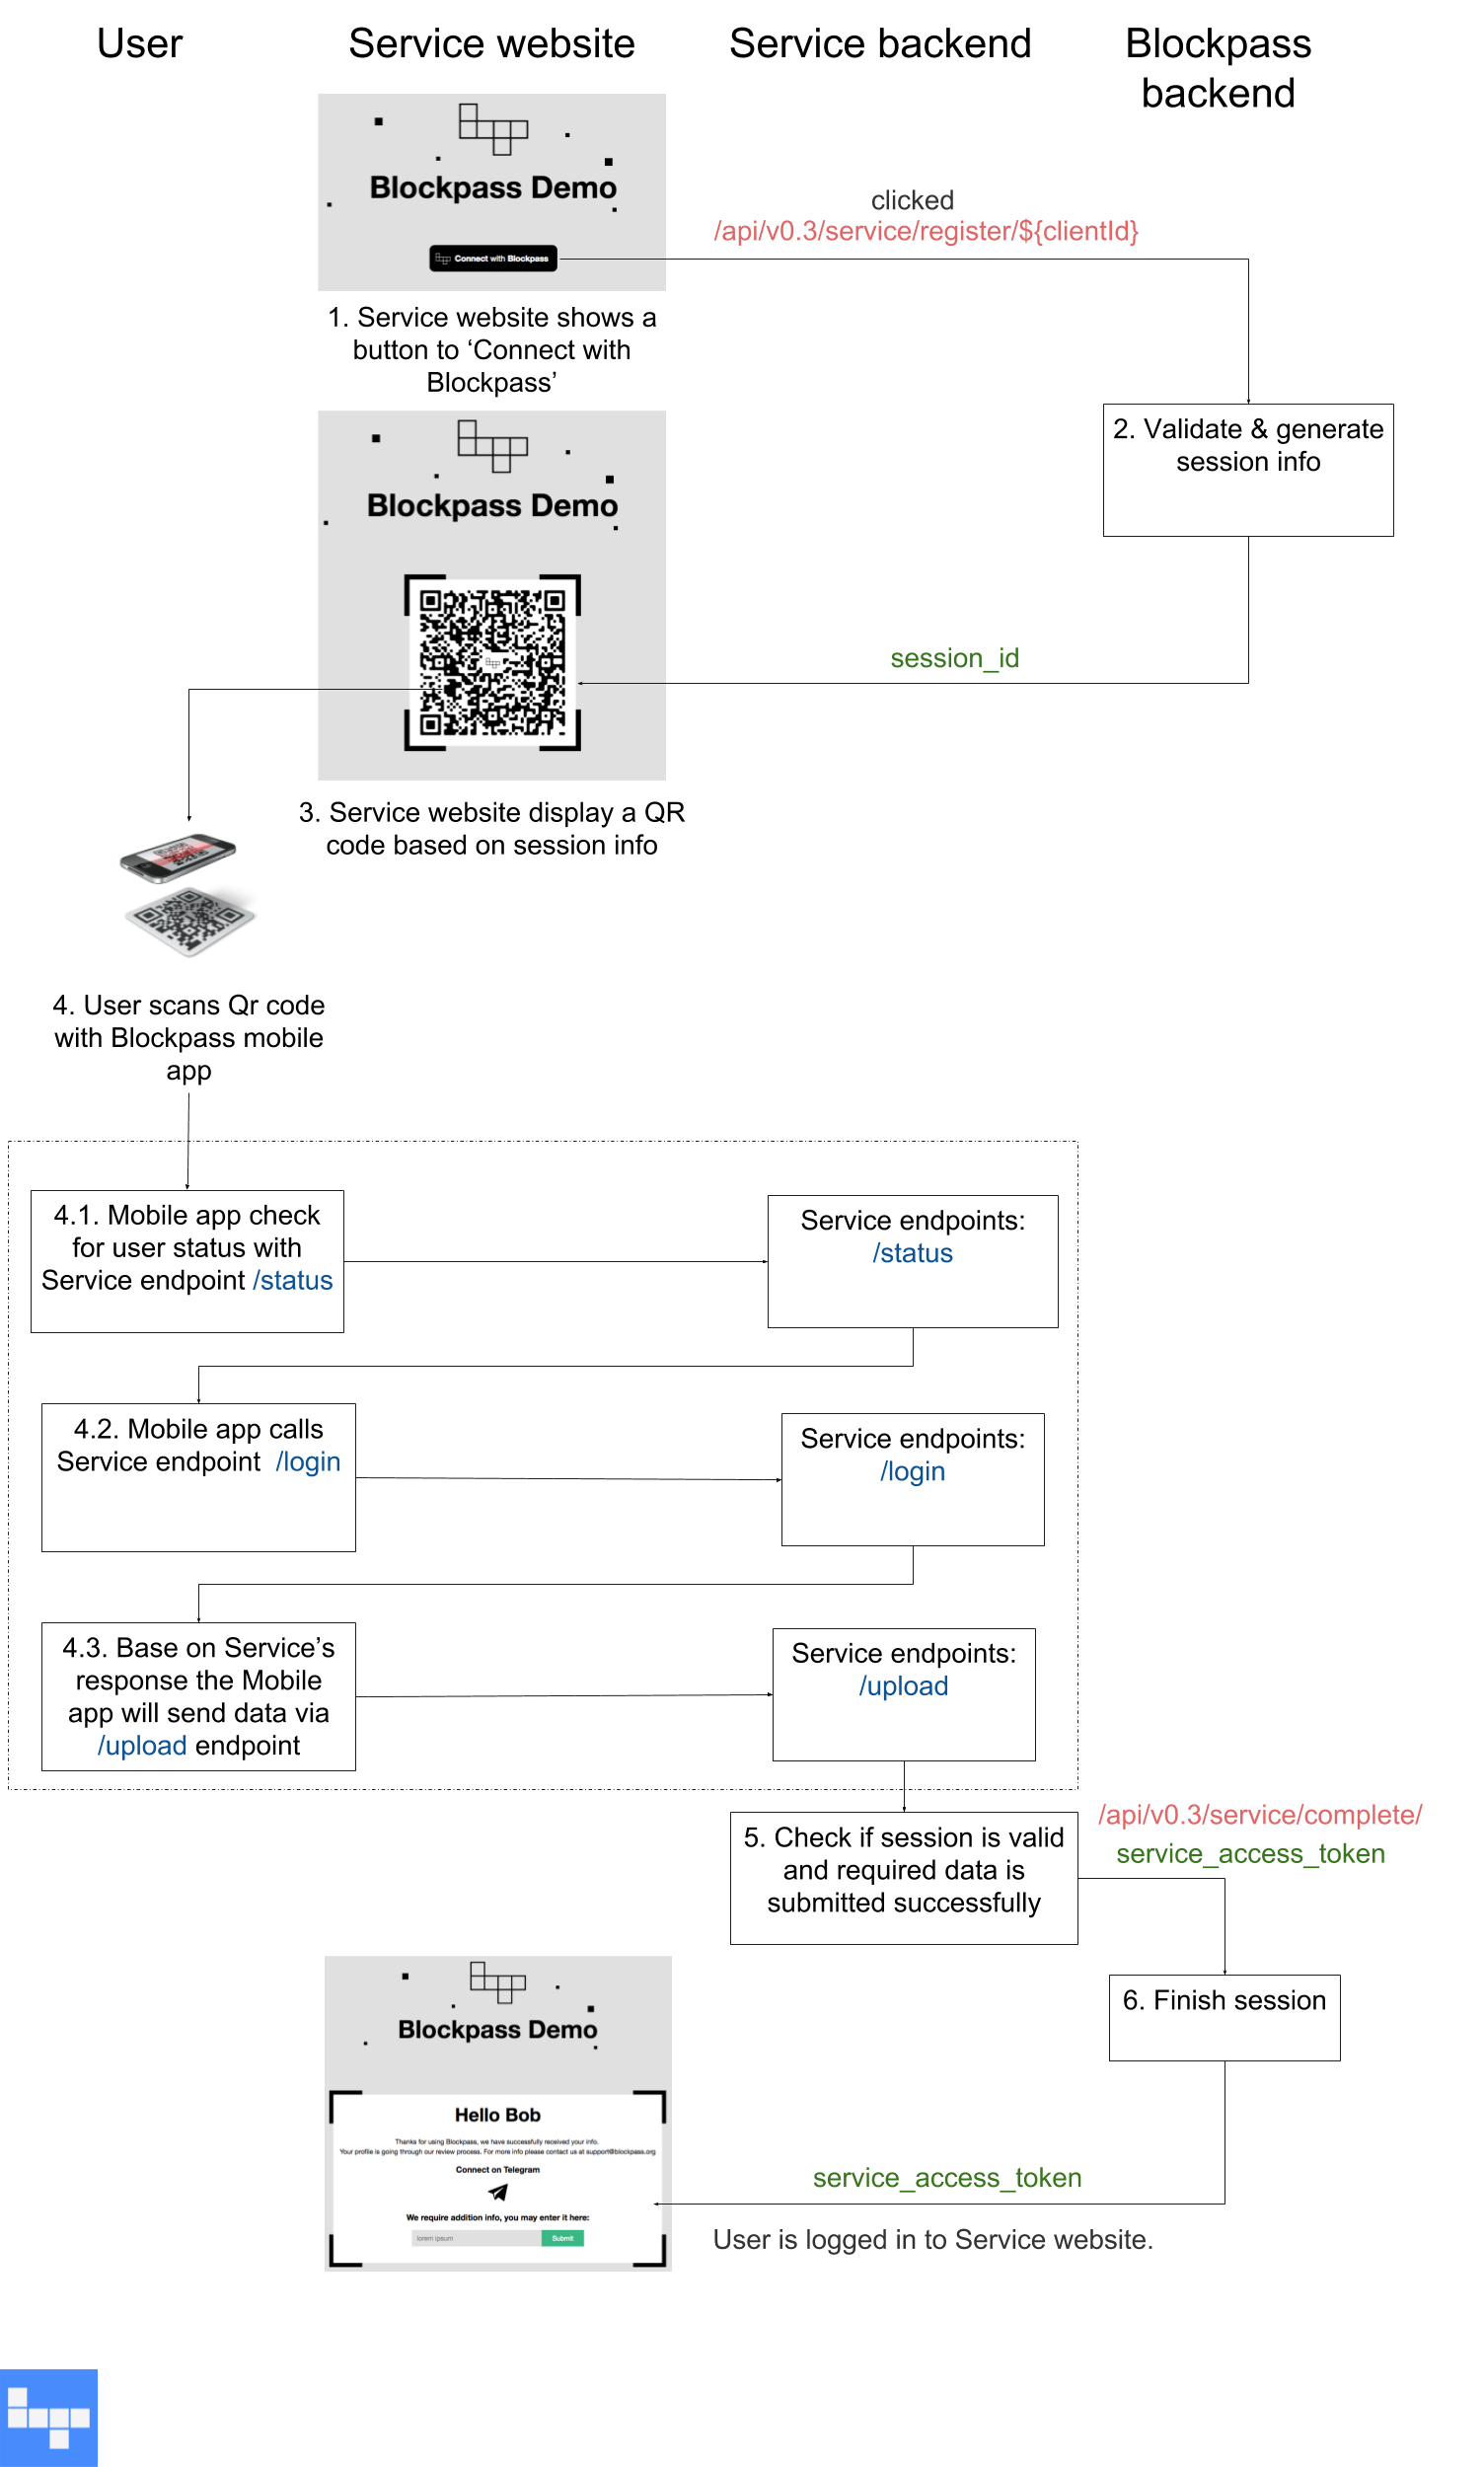 User
Service website
Service backend
Blockpass
backend
Blockpass Demo
Connect with Blockpass
clicked
/api/v0.3/service/register/${clientId}
1. Service website shows a
button to ‘Connect with
Blockpass’
2. Validate & generate
session info
Blockpass Demo
session_id
3. Service website display a QR
code based on session info
4. User scans Qr code
with Blockpass mobile
app
4.1. Mobile app check
for user status with
Service endpoint /status
Service endpoints:
/status
4.2. Mobile app calls
Service endpoint /login
Service endpoints:
/login
4.3. Base on Service’s
response the Mobile
app will send data via
/upload endpoint
Service endpoints:
/upload
5. Check if session is valid
and required data is
submitted successfully
/api/v0.3/service/complete/
service_access_token
6. Finish session
Blockpass Demo
Hello Bob
Thanks for using Blockpass, we have successfully received your info.
Your profile is going through our review process. For more info please contact us at support@blockpass.org
Connect on Telegram
We require addition info, you may enter it here:
lorem ipsum
Submit
service_access_token
User is logged in to Service website.